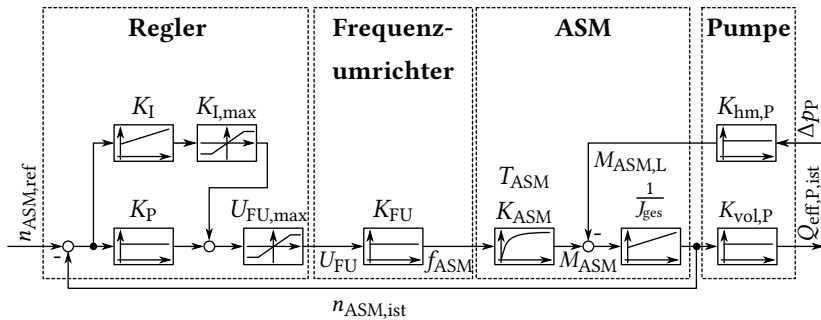 Regler
Frequenz-
umrichter
ASM
Pumpe
K_I
K_I,max
K_hm,P
Δp_P
n_ASM,ref
M_ASM,L
T_ASM
K_P
U_FU,max
K_FU
K_ASM
1
J_ges
K_vol,P
Q_eff,P,ist
-
-
U_FU
f_ASM
M_ASM
n_ASM,ist